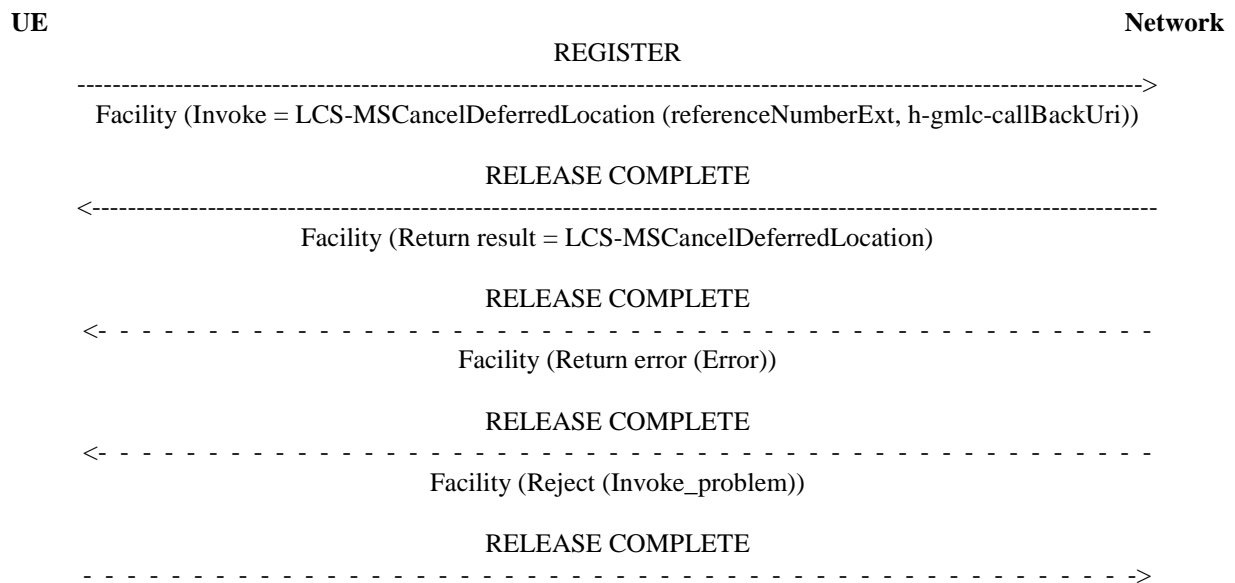 UE Network
REGISTER
-------------------------------------------------------------------------------------------------------------------------->
Facility (Invoke = LCS-MSCancelDeferredLocation (referenceNumberExt, h-gmlc-callBackUri))
RELEASE COMPLETE
<--------------------------------------------------------------------------------------------------------------------------
Facility (Return result = LCS-MSCancelDeferredLocation)
RELEASE COMPLETE
<- - - - - - - - - - - - - - - - - - - - - - - - - - - - - - - - - - - - - - - - - - - - - - - - - - - - - - - - - -
Facility (Return error (Error))
RELEASE COMPLETE
<- - - - - - - - - - - - - - - - - - - - - - - - - - - - - - - - - - - - - - - - - - - - - - - - - - - - - - - - - -
Facility (Reject (Invoke_problem))
RELEASE COMPLETE
- - - - - - - - - - - - - - - - - - - - - - - - - - - - - - - - - - - - - - - - - - - - - - - - - - - - - - - - - ->